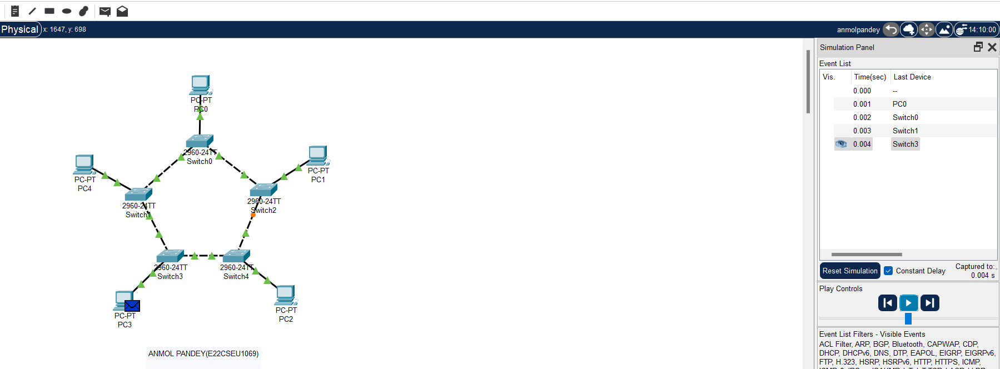 Physical x: 1647, y: 698
anmolpandey 14:10:00
Simulation Panel
Event List
Vis. Time(sec) Last Device
0.000 --
0.001 PC0
0.002 Switch0
0.003 Switch1
0.004 Switch3
Reset Simulation Constant Delay Captured to:
0.004 s
Play Controls
Event List Filters - Visible Events
ACL Filter, ARP, BGP, Bluetooth, CAPWAP, CDP,
DHCP, DHCPv6, DNS, DTP, EAPOL, EIGRP, EIGRPv6,
FTP, H.323, HSRP, HSRPv6, HTTP, HTTPS, ICMP,
PC-PT
PC0
2960-24TT
Switch0
PC-PT
PC4
PC-PT
PC1
2960-24TT
Switch1
2960-24TT
Switch2
2960-24TT
Switch3
2960-24TT
Switch4
PC-PT
PC3
PC-PT
PC2
ANMOL PANDEY(E22CSEU1069)